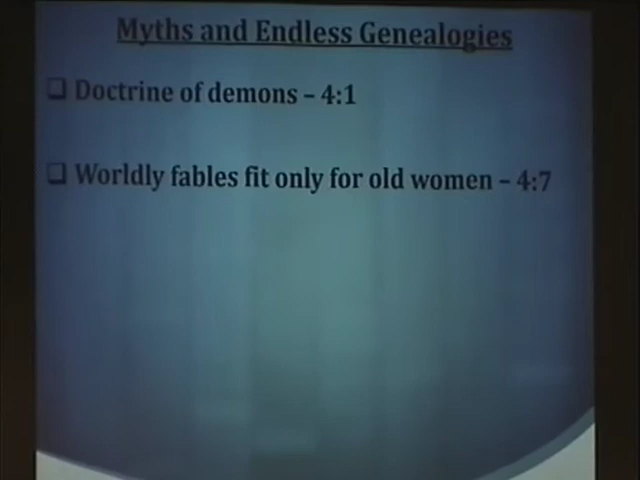 Myths and Endless Genealogies
Doctrine of demons – 4:1
Worldly fables fit only for old women – 4:7